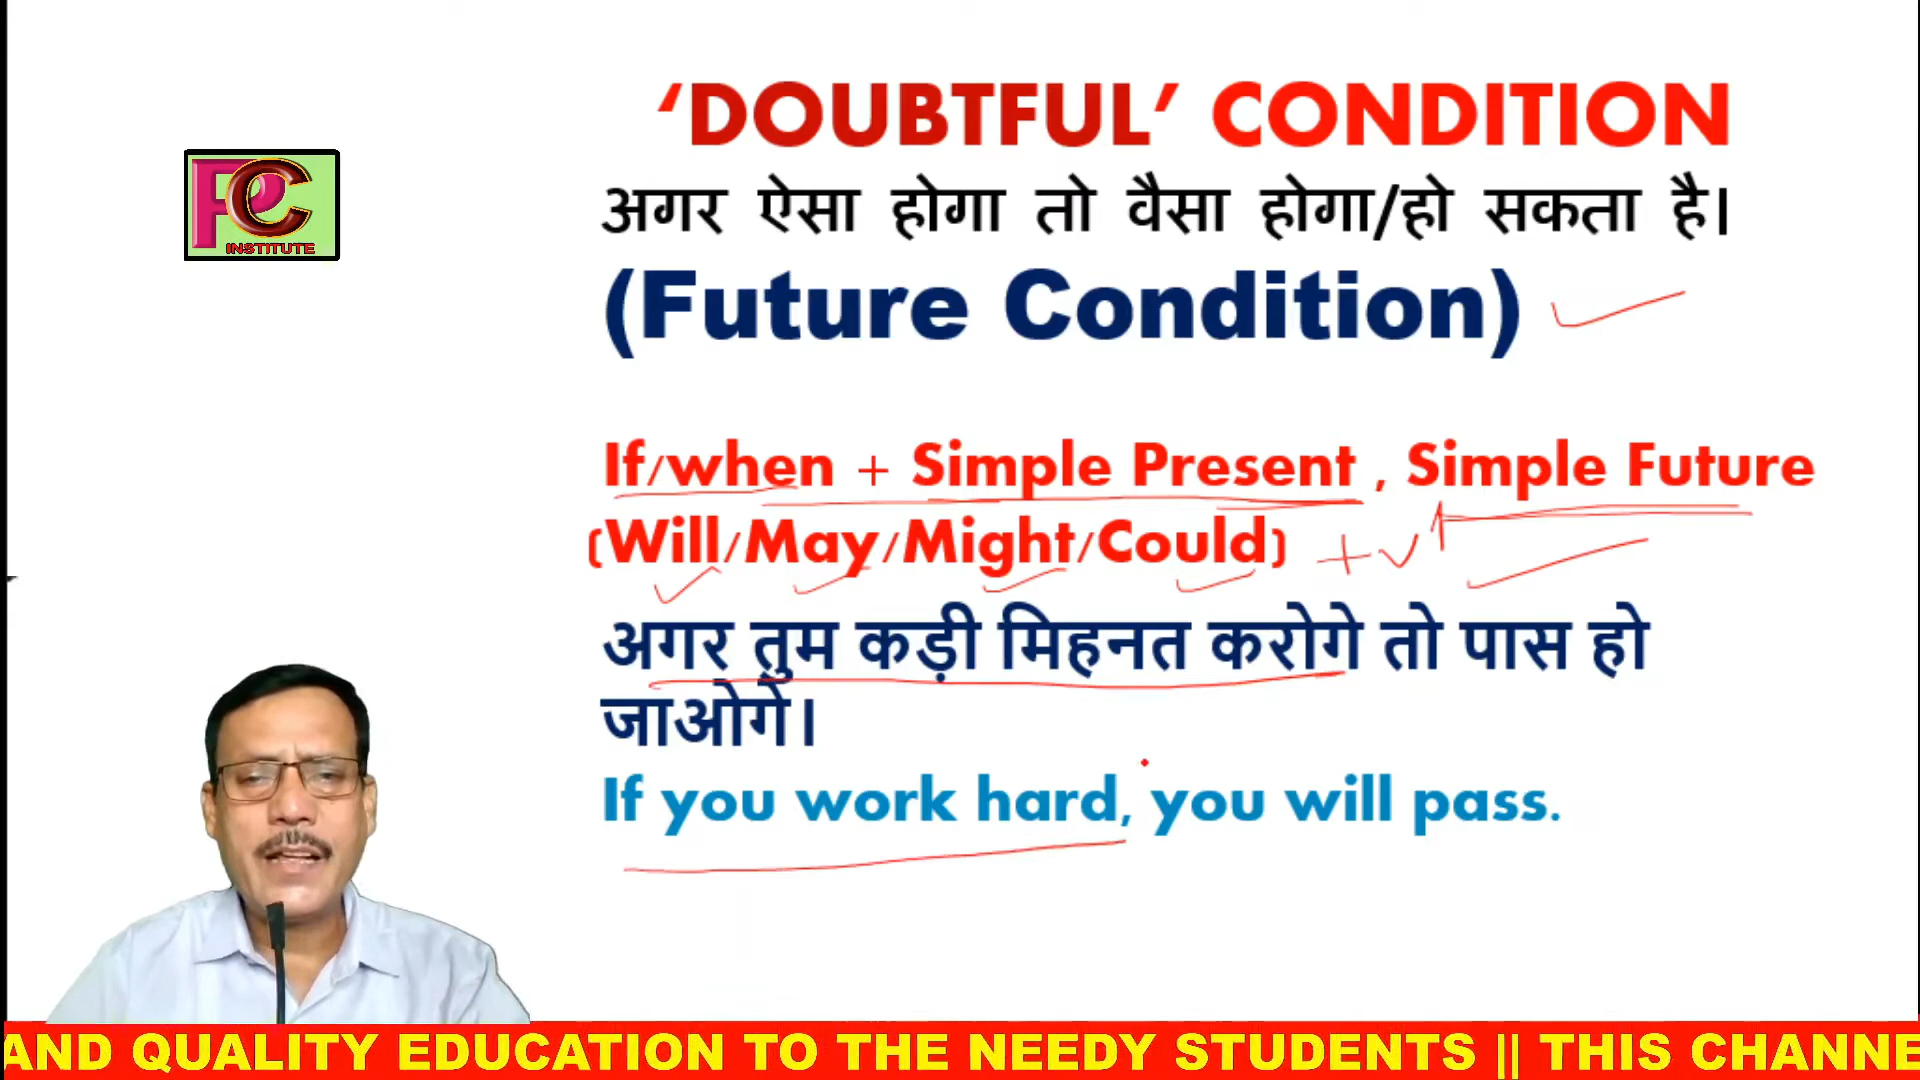 ‘DOUBTFUL’ CONDITION
PC
INSTITUTE
अगर ऐसा होगा तो वैसा होगा/हो सकता है।
(Future Condition)
If/when + Simple Present , Simple Future
(Will/May/Might/Could) + V1
अगर तुम कड़ी मिहनत करोगे तो पास हो
जाओगे।
If you work hard, you will pass.
AND QUALITY EDUCATION TO THE NEEDY STUDENTS || THIS CHANNE